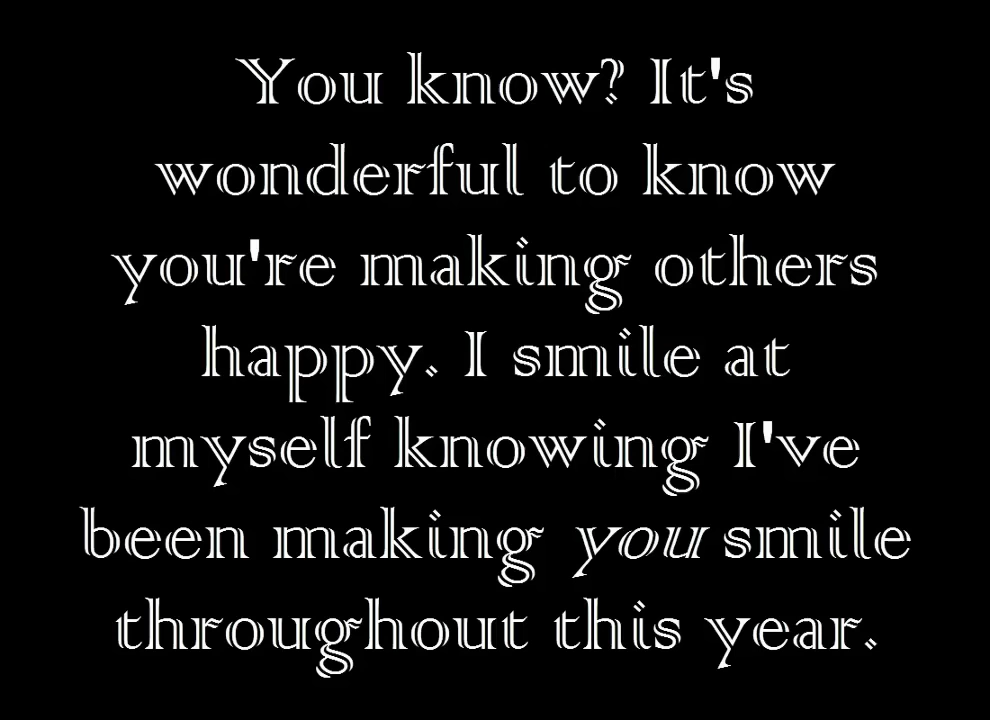 You know? It's
wonderful to know
you're making others
happy. I smile at
myself knowing I've
been making you smile
throughout this year.